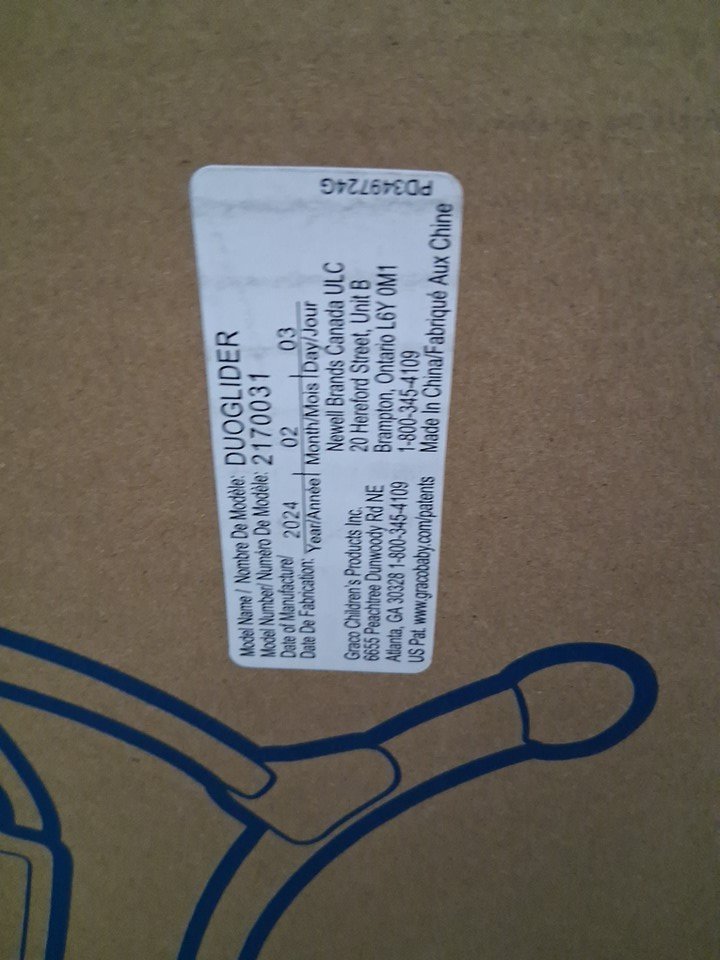 Model Name / Nombre De Modèle: DUOGLIDER
Model Number/ Numéro De Modèle: 2170031
Date of Manufacture/ 2024 02 03
Date De Fabrication: Year/Année Month/Mois Day/Jour
Graco Children's Products Inc.
6655 Peachtree Dunwoody Rd NE
Atlanta, GA 30328 1-800-345-4109
US Pat. www.gracobaby.com/patents
Newell Brands Canada ULC
20 Hereford Street, Unit B
Brampton, Ontario L6Y 0M1
1-800-345-4109
Made In China/Fabriqué Aux Chine
PD349724G